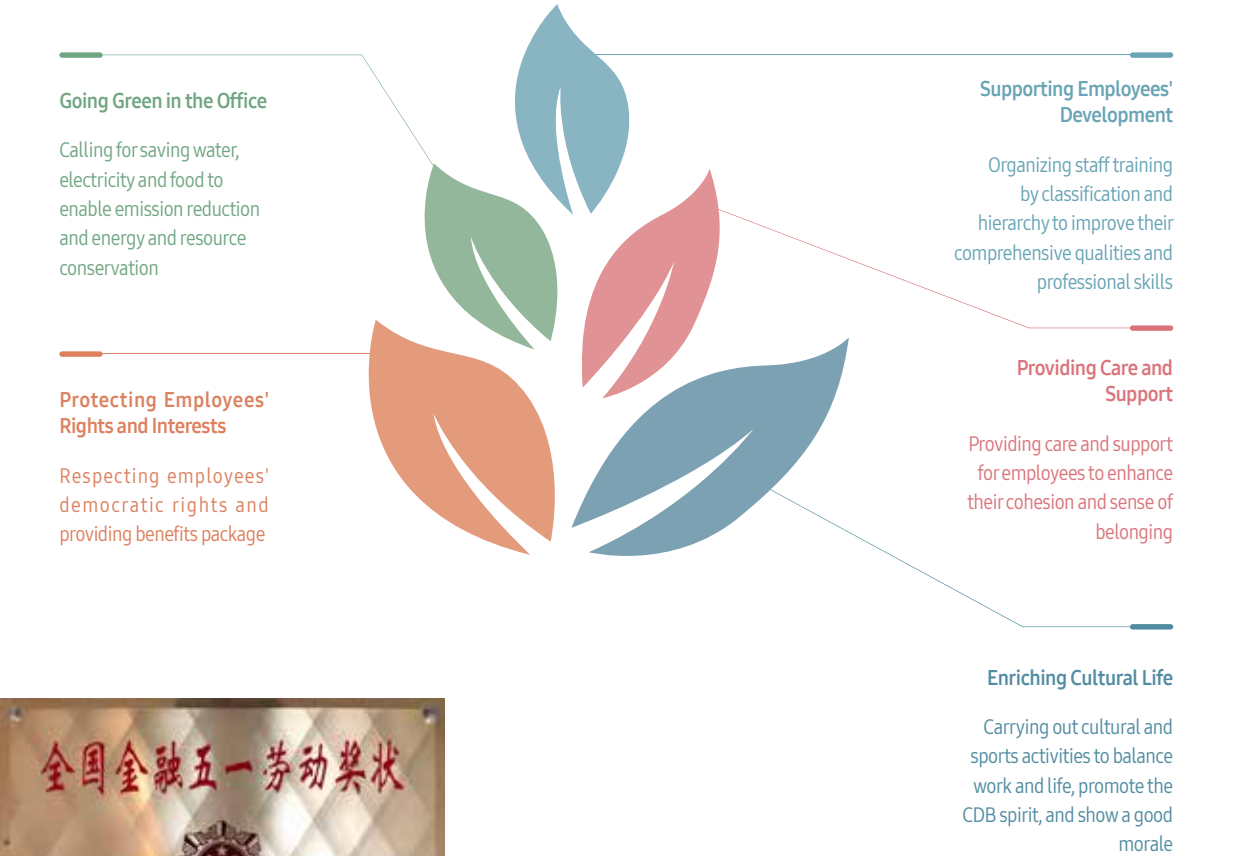 Going Green in the Office
Calling for saving water,
electricity and food to
enable emission reduction
and energy and resource
conservation
Protecting Employees'
Rights and Interests
Respecting employees'
democratic rights and
providing benefits package
Supporting Employees'
Development
Organizing staff training
by classification and
hierarchy to improve their
comprehensive qualities and
professional skills
Providing Care and
Support
Providing care and support
for employees to enhance
their cohesion and sense of
belonging
Enriching Cultural Life
Carrying out cultural and
sports activities to balance
work and life, promote the
CDB spirit, and show a good
morale
全国金融五一劳动奖状